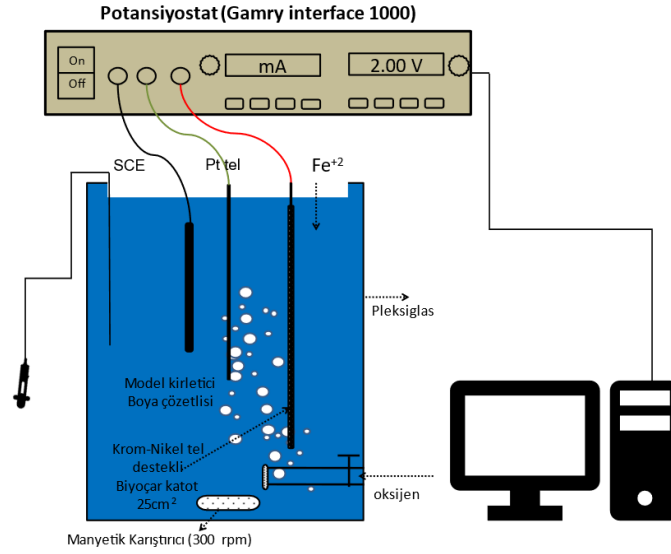 Potansiyostat (Gamry interface 1000)
On
Off
mA
2.00 V
SCE
Pt tel
Fe+2
Pleksiglas
Model kirletici
Boya çözetlisi
Krom-Nikel tel
destekli
Biyoçar katot
25cm2
oksijen
Manyetik Karıştırıcı (300 rpm)